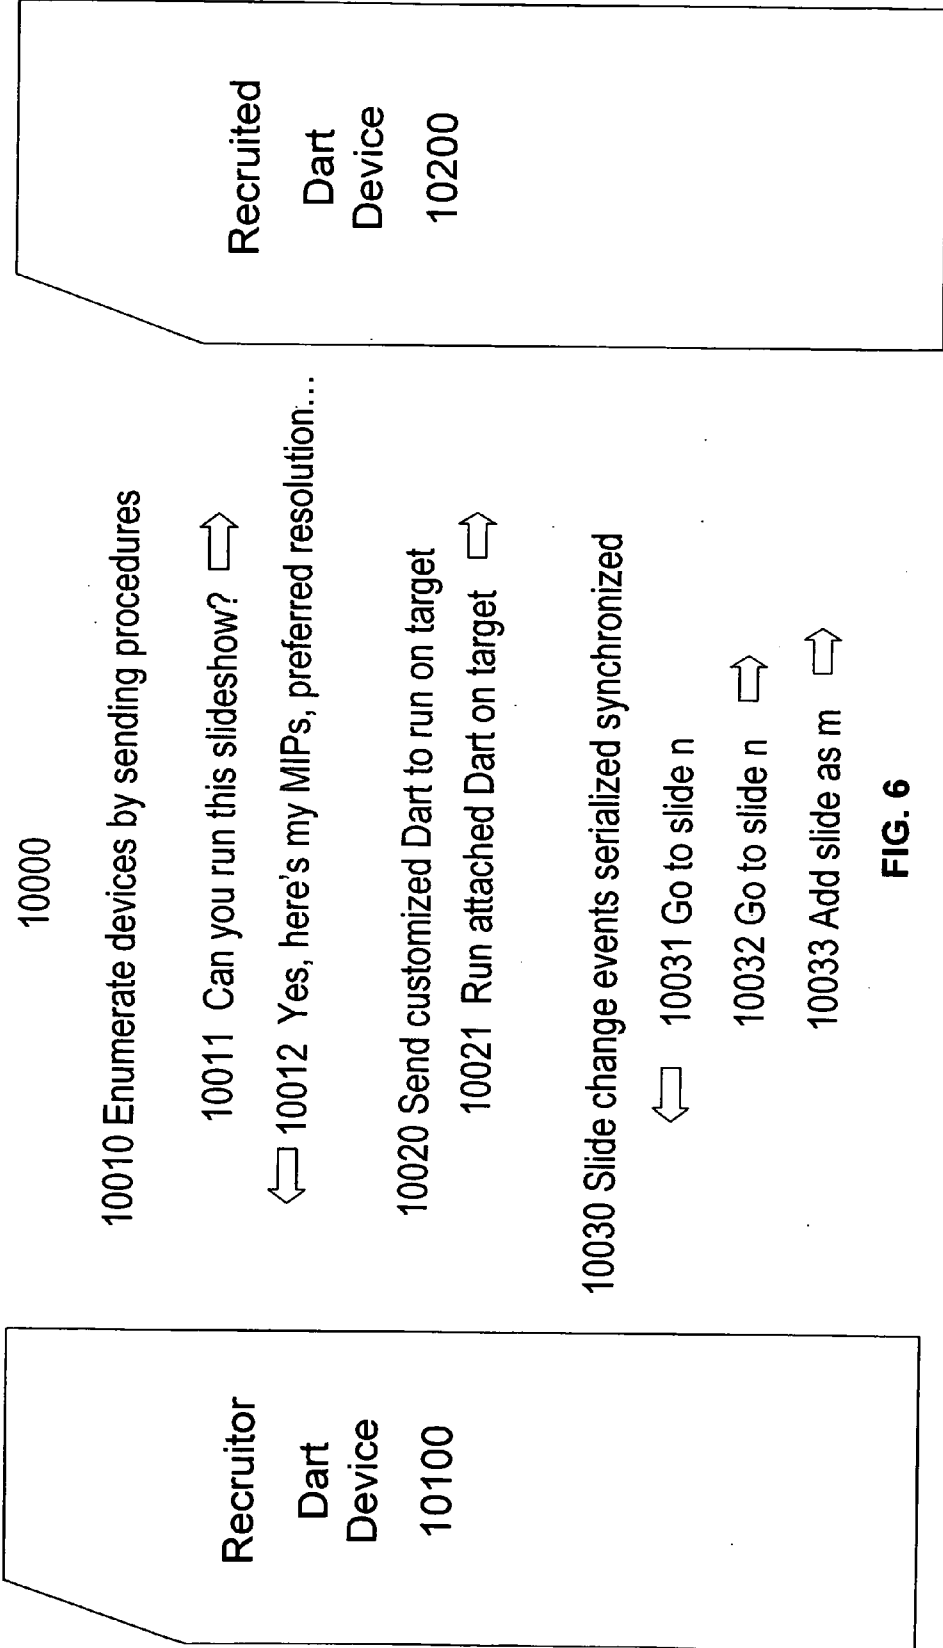 10000
Recruitor
Dart
Device
10100
10010 Enumerate devices by sending procedures
10011 Can you run this slideshow?
10012 Yes, here's my MIPs, preferred resolution...
10020 Send customized Dart to run on target
10021 Run attached Dart on target
10030 Slide change events serialized synchronized
10031 Go to slide n
10032 Go to slide n
10033 Add slide as m
Recruited
Dart
Device
10200
FIG. 6